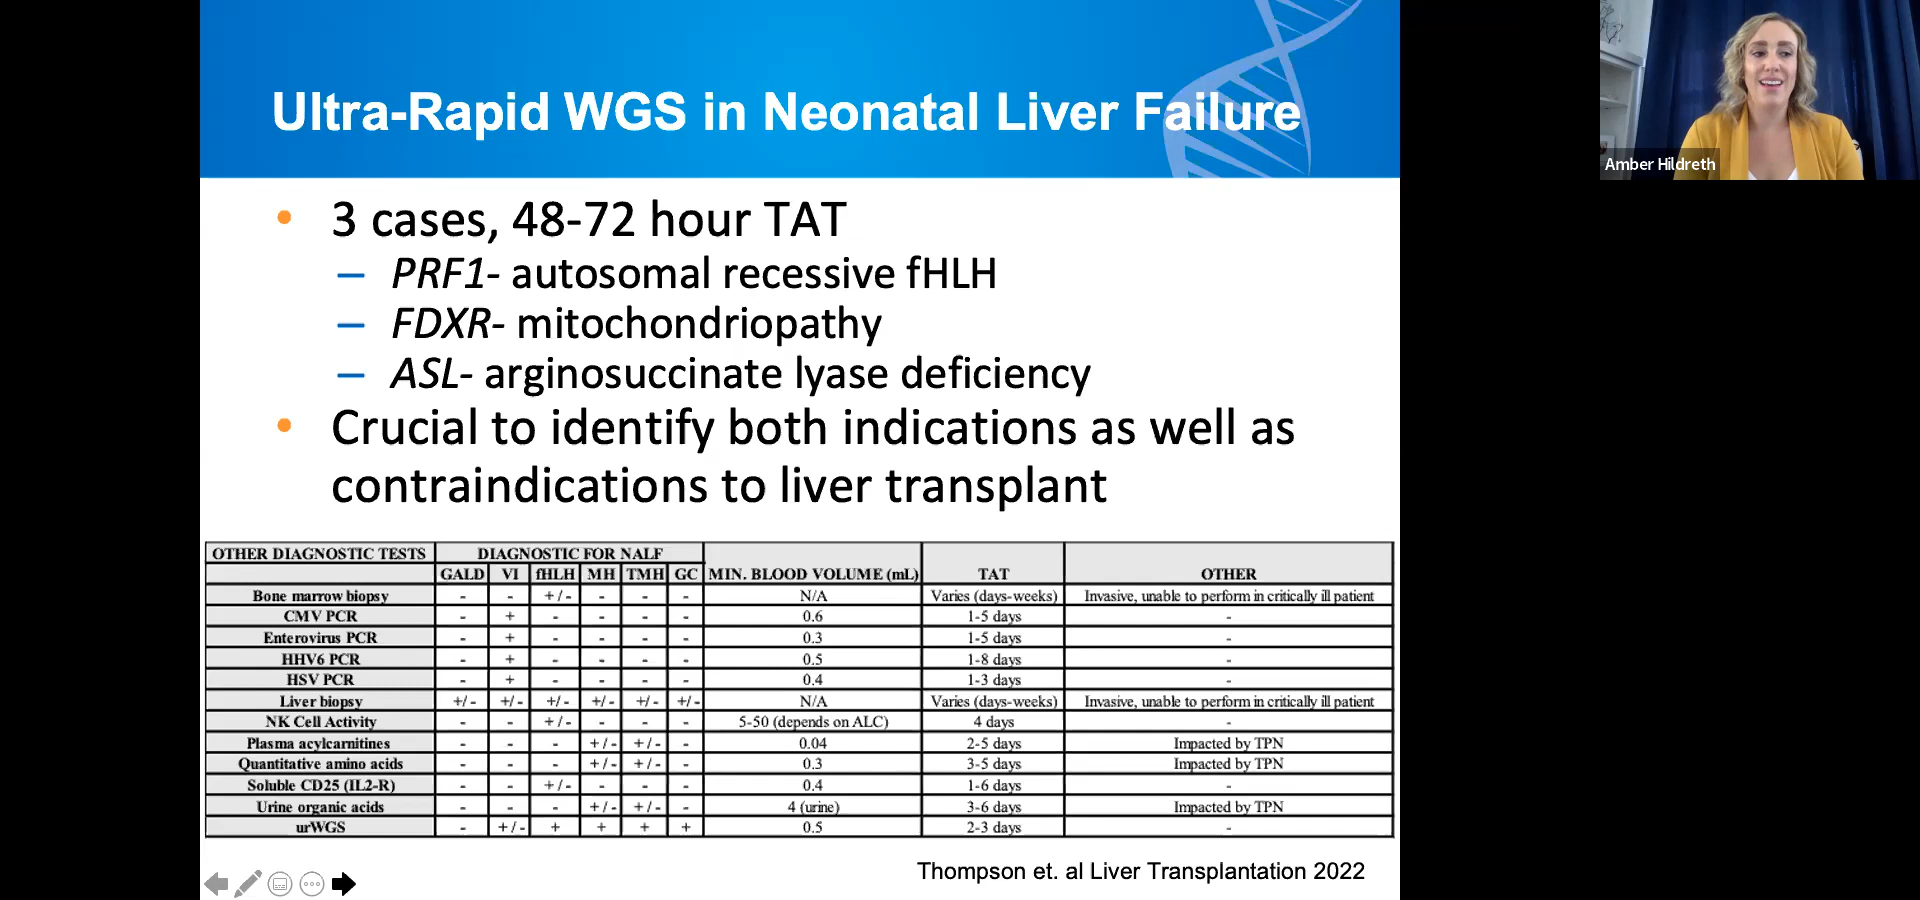 Ultra-Rapid WGS in Neonatal Liver Failure
• 3 cases, 48-72 hour TAT
– PRF1- autosomal recessive fHLH
– FDXR- mitochondriopathy
– ASL- arginosuccinate lyase deficiency
• Crucial to identify both indications as well as
contraindications to liver transplant
OTHER DIAGNOSTIC TESTS DIAGNOSTIC FOR NALF
GALD VI fHLH MH TMH GC MIN. BLOOD VOLUME (mL) TAT OTHER
Bone marrow biopsy - - +/- - - - N/A Varies (days-weeks) Invasive, unable to perform in critically ill patient
CMV PCR - + - - - - 0.6 1-5 days -
Enterovirus PCR - + - - - - 0.3 1-5 days -
HHV6 PCR - + - - - - 0.5 1-8 days -
HSV PCR - + - - - - 0.4 1-3 days -
Liver biopsy +/- +/- +/- +/- +/- +/- N/A Varies (days-weeks) Invasive, unable to perform in critically ill patient
NK Cell Activity - - +/- - - - 5-50 (depends on ALC) 4 days -
Plasma acylcarnitines - - - +/- +/- - 0.04 2-5 days Impacted by TPN
Quantitative amino acids - - - +/- +/- - 0.3 3-5 days Impacted by TPN
Soluble CD25 (IL2-R) - - +/- - - - 0.4 1-6 days -
Urine organic acids - - - +/- +/- - 4 (urine) 3-6 days Impacted by TPN
urWGS - +/- + + + + 0.5 2-3 days -
Thompson et. al Liver Transplantation 2022
Amber Hildreth